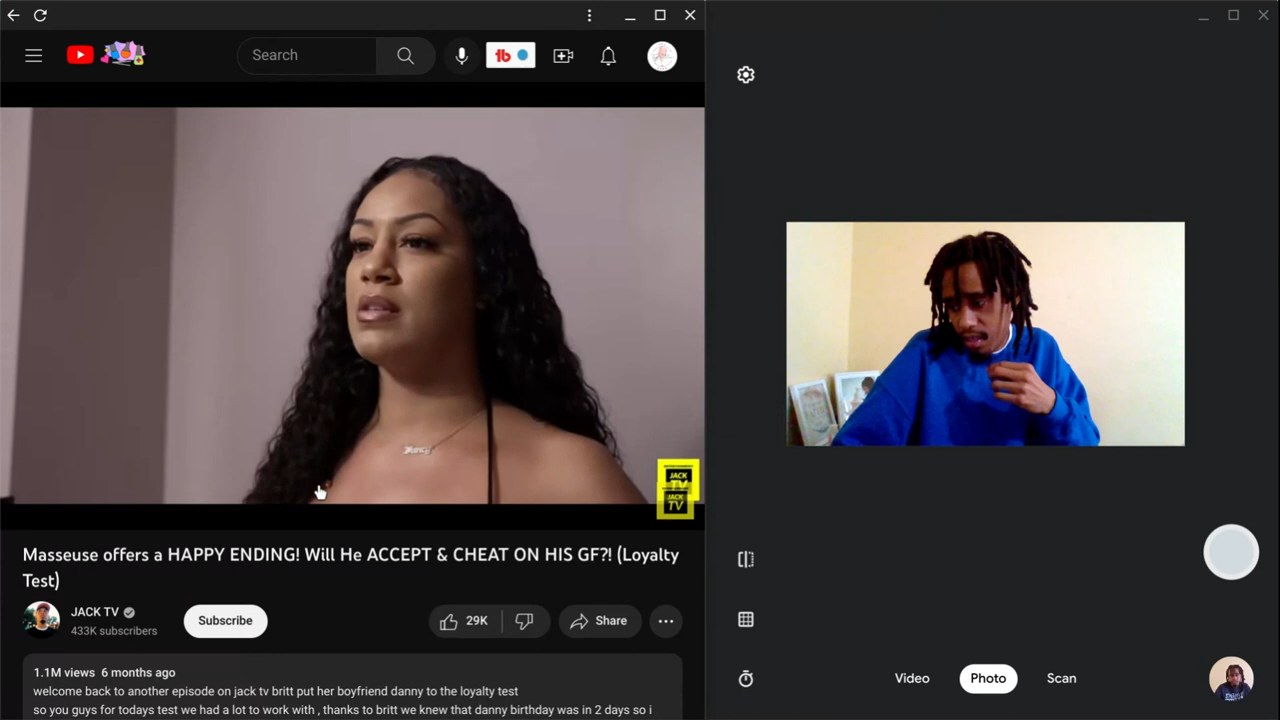 Search
JACK
TV
JACK
TV
Masseuse offers a HAPPY ENDING! Will He ACCEPT & CHEAT ON HIS GF?! (Loyalty
Test)
JACK TV
433K subscribers
Subscribe
29K
Share
1.1M views 6 months ago
welcome back to another episode on jack tv britt put her boyfriend danny to the loyalty test
so you guys for todays test we had a lot to work with , thanks to britt we knew that danny birthday was in 2 days so i
Video
Photo
Scan